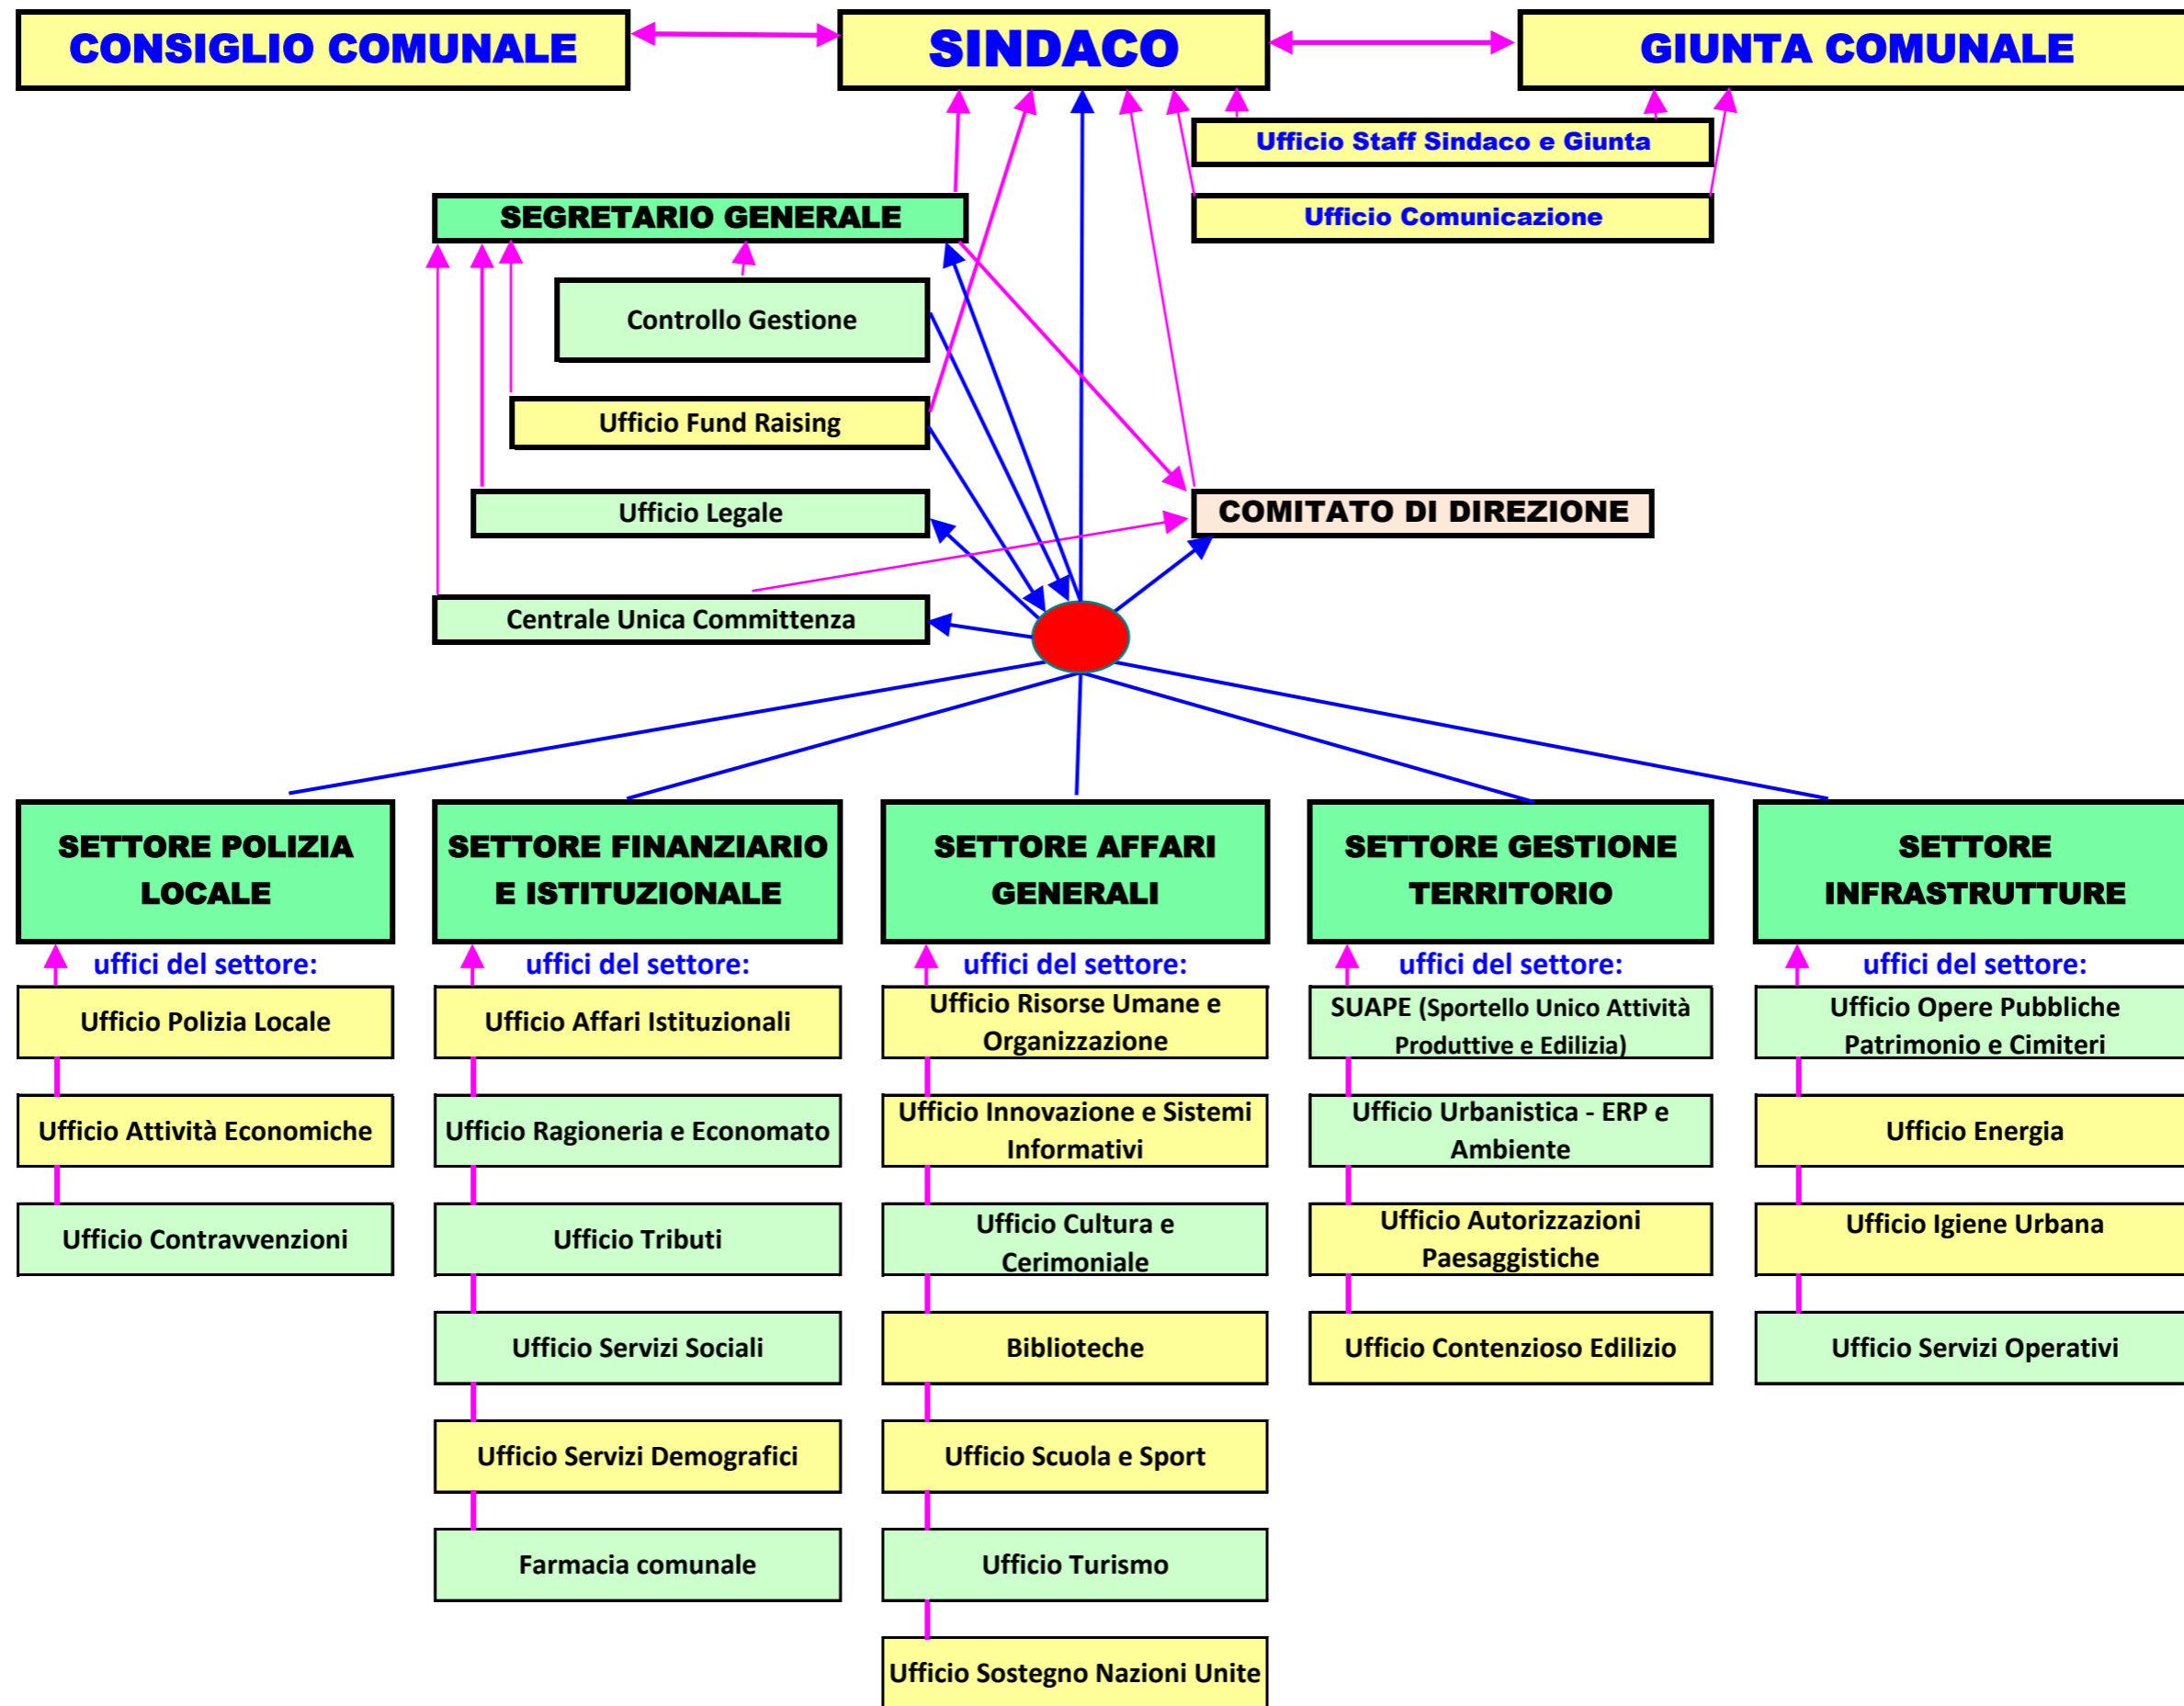 CONSIGLIO COMUNALE
SINDACO
GIUNTA COMUNALE
Ufficio Staff Sindaco e Giunta
SEGRETARIO GENERALE
Ufficio Comunicazione
Controllo Gestione
Ufficio Fund Raising
Ufficio Legale
COMITATO DI DIREZIONE
Centrale Unica Committenza
SETTORE POLIZIA
LOCALE
uffici del settore:
Ufficio Polizia Locale
Ufficio Attività Economiche
Ufficio Contravvenzioni
SETTORE FINANZIARIO
E ISTITUZIONALE
uffici del settore:
Ufficio Affari Istituzionali
Ufficio Ragioneria e Economato
Ufficio Tributi
Ufficio Servizi Sociali
Ufficio Servizi Demografici
Farmacia comunale
SETTORE AFFARI
GENERALI
uffici del settore:
Ufficio Risorse Umane e
Organizzazione
Ufficio Innovazione e Sistemi
Informativi
Ufficio Cultura e
Cerimoniale
Biblioteche
Ufficio Scuola e Sport
Ufficio Turismo
Ufficio Sostegno Nazioni Unite
SETTORE GESTIONE
TERRITORIO
uffici del settore:
SUAPE (Sportello Unico Attività
Produttive e Edilizia)
Ufficio Urbanistica - ERP e
Ambiente
Ufficio Autorizzazioni
Paesaggistiche
Ufficio Contenzioso Edilizio
SETTORE
INFRASTRUTTURE
uffici del settore:
Ufficio Opere Pubbliche
Patrimonio e Cimiteri
Ufficio Energia
Ufficio Igiene Urbana
Ufficio Servizi Operativi